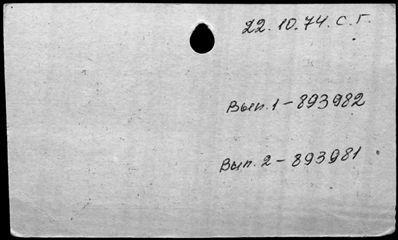 22.10.74. С.Г.
Вып. 1 – 893982
Вып. 2 – 893981